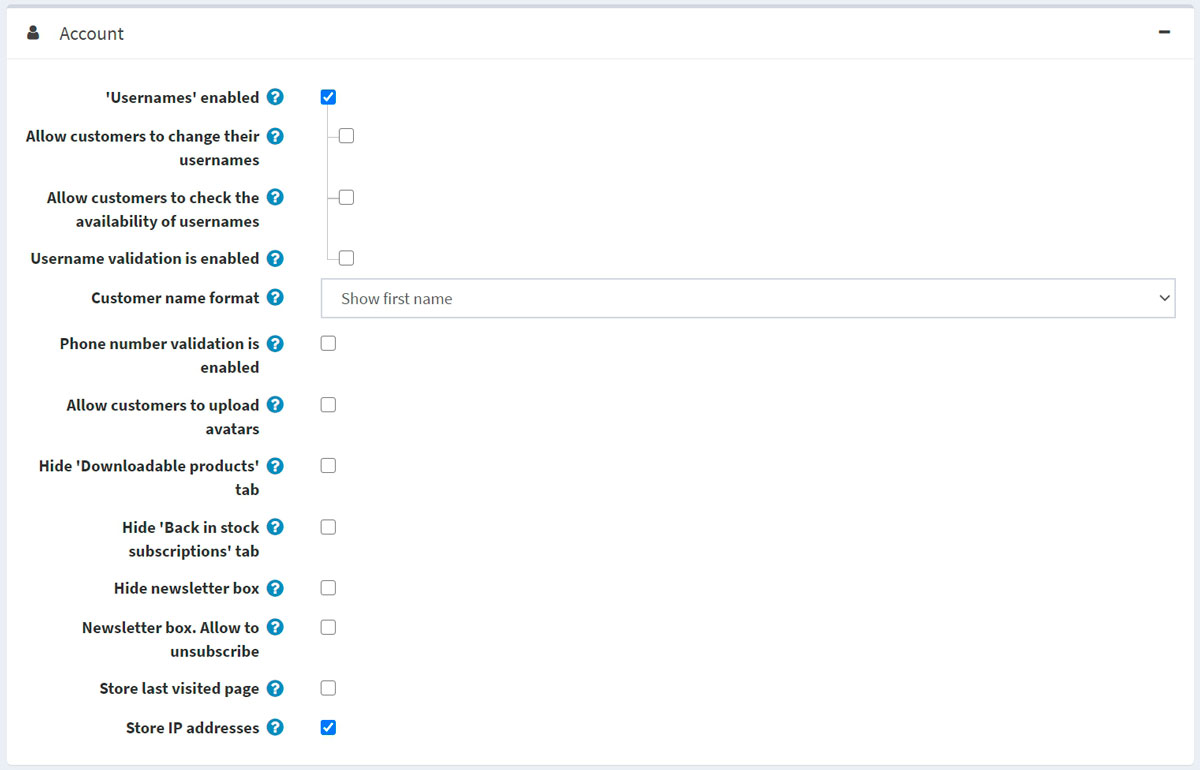 Account
'Usernames' enabled
Allow customers to change their
usernames
Allow customers to check the
availability of usernames
Username validation is enabled
Customer name format
Show first name
Phone number validation is
enabled
Allow customers to upload
avatars
Hide 'Downloadable products'
tab
Hide 'Back in stock
subscriptions' tab
Hide newsletter box
Newsletter box. Allow to
unsubscribe
Store last visited page
Store IP addresses